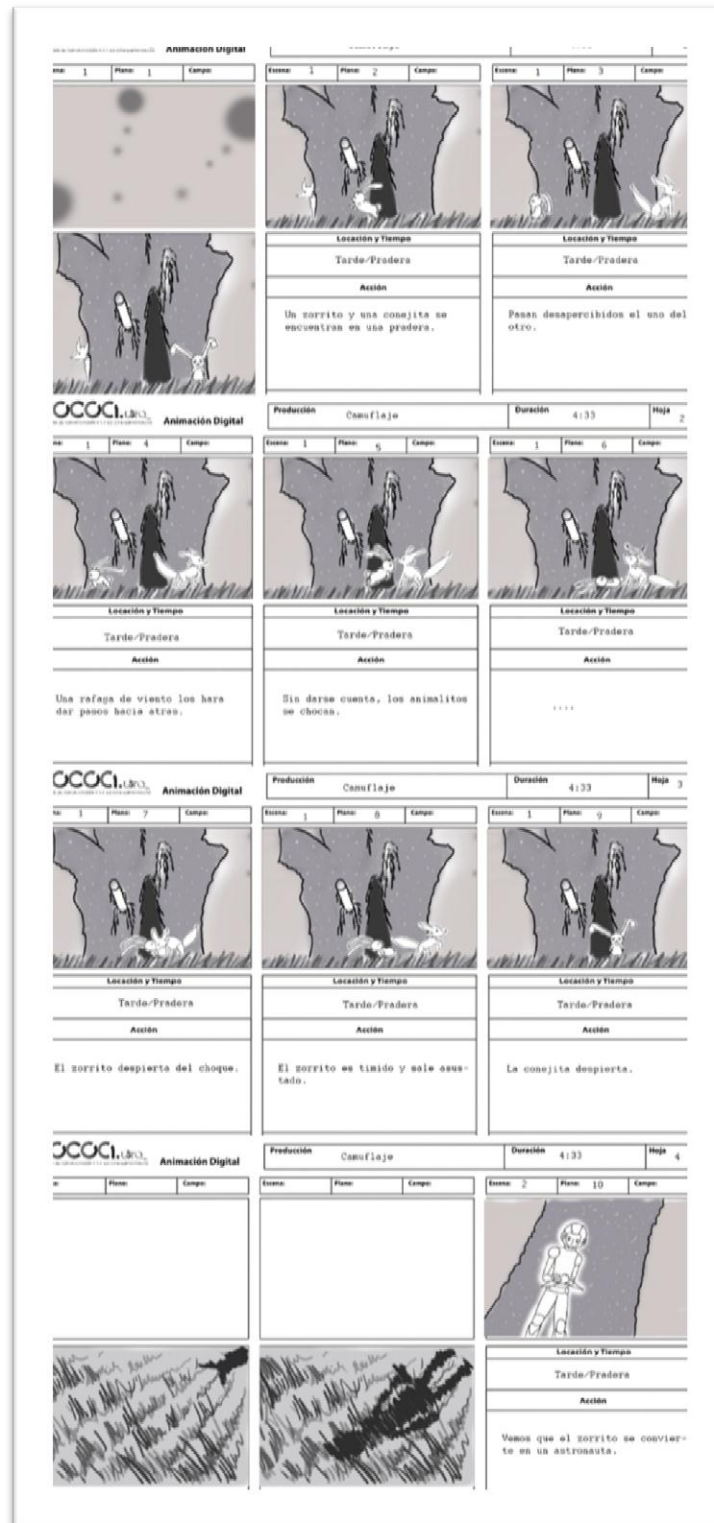 Animación Digital
Escena: 1 Plano: 1 Campo:
Escena: 1 Plano: 2 Campo:
Escena: 1 Plano: 3 Campo:
Locación y Tiempo
Tarde/Pradera
Acción
Un zorrito y una conejita se
encuentran en una pradera.
Locación y Tiempo
Tarde/Pradera
Acción
Pasan desapercibidos el uno del
otro.
Animación Digital
Producción Camuflaje
Duración 4:33
Hoja 2
1 Plano: 4 Campo:
Escena: 1 Plano: 5 Campo:
Escena: 1 Plano: 6 Campo:
Locación y Tiempo
Tarde/Pradera
Acción
Una rafaga de viento los hara
dar pasos hacia atras.
Locación y Tiempo
Tarde/Pradera
Acción
Sin darse cuenta, los animalitos
se chocan.
Locación y Tiempo
Tarde/Pradera
Acción
....
Animación Digital
Producción Camuflaje
Duración 4:33
Hoja 3
1 Plano: 7 Campo:
Escena: 1 Plano: 8 Campo:
Escena: 1 Plano: 9 Campo:
Locación y Tiempo
Tarde/Pradera
Acción
El zorrito despierta del choque.
Locación y Tiempo
Tarde/Pradera
Acción
El zorrito es timido y sale asus-
tado.
Locación y Tiempo
Tarde/Pradera
Acción
La conejita despierta.
Animación Digital
Producción Camuflaje
Duración 4:33
Hoja 4
Plano: Campo:
Escena: Plano: Campo:
Escena: 2 Plano: 10 Campo:
Locación y Tiempo
Tarde/Pradera
Acción
Vemos que el zorrito se convier-
te en un astronauta.